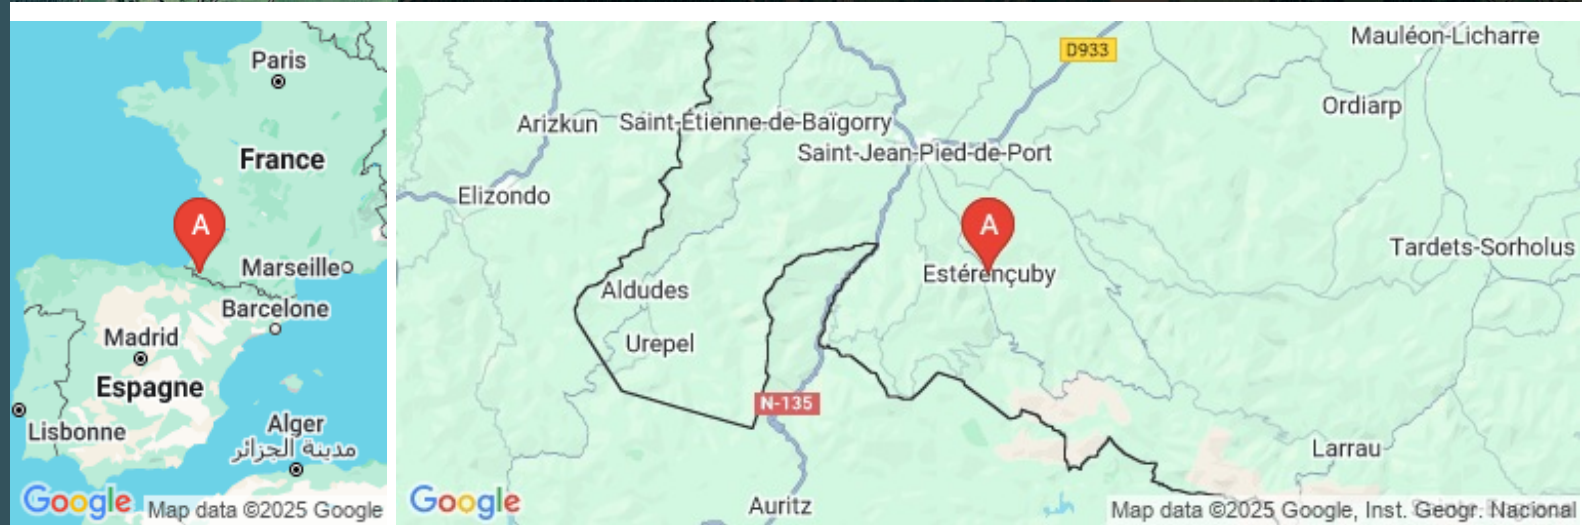 Paris
France
A
Marseille
Barcelone
Madrid
Espagne
Lisbonne
Alger
مدينة الجزائر
Google
Map data ©2025 Google
D933
Mauléon-Licharre
Ordiarp
Arizkun
Saint-Étienne-de-Baïgorry
Saint-Jean-Pied-de-Port
Elizondo
A
Tardets-Sorholus
Estérençuby
Aldudes
Urepel
N-135
Larrau
Auritz
Google
Map data ©2025 Google, Inst. Geogr. Nacional